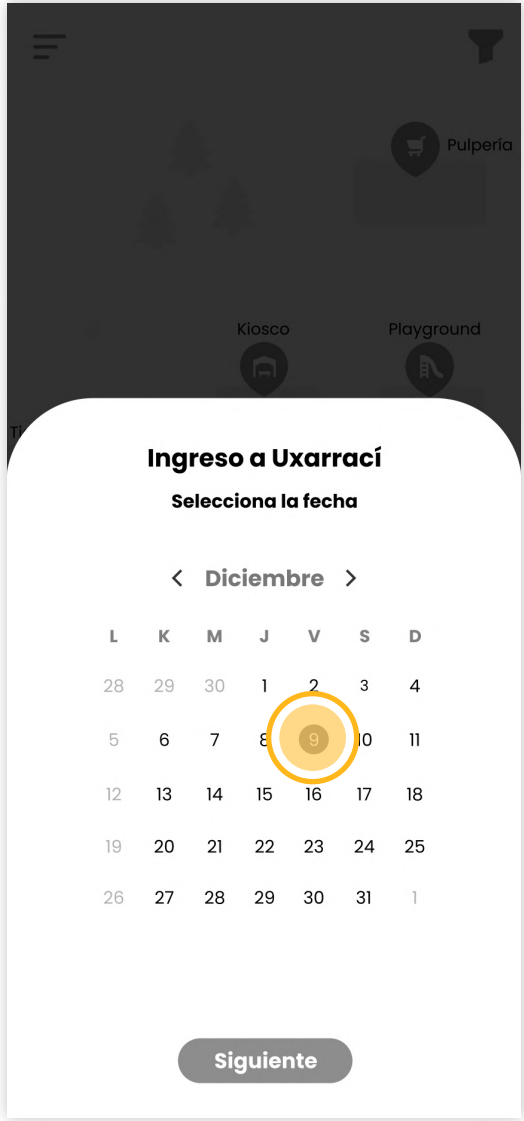 Pulpería
Kiosco
Playground
Ti
Ingreso a Uxarrací
Selecciona la fecha
< Diciembre >
L K M J V S D
28 29 30 1 2 3 4
5 6 7 8 9 10 11
12 13 14 15 16 17 18
19 20 21 22 23 24 25
26 27 28 29 30 31 1
Siguiente